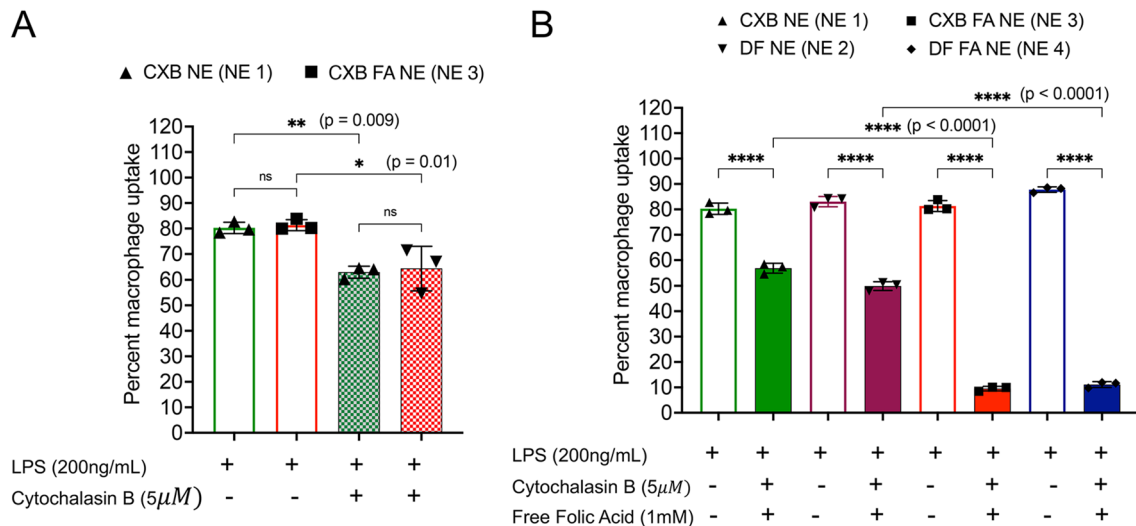 A
▲ CXB NE (NE 1) ■ CXB FA NE (NE 3)
Percent macrophage uptake
120
110
100
90
80
70
60
50
40
30
20
10
0
** (p = 0.009)
* (p = 0.01)
ns
ns
LPS (200ng/mL) + + + +
Cytochalasin B (5μM) - - + +
B
▲ CXB NE (NE 1) ■ CXB FA NE (NE 3)
▼ DF NE (NE 2) ◆ DF FA NE (NE 4)
Percent macrophage uptake
120
110
100
90
80
70
60
50
40
30
20
10
0
**** (p < 0.0001)
**** (p < 0.0001)
**** **** **** ****
LPS (200ng/mL) + + + + + + + +
Cytochalasin B (5μM) - + - + - + - +
Free Folic Acid (1mM) - + - + - + - +